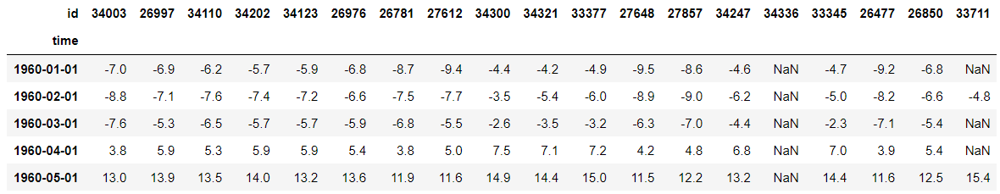 id 34003 26997 34110 34202 34123 26976 26781 27612 34300 34321 33377 27648 27857 34247 34336 33345 26477 26850 33711
time
1960-01-01 -7.0 -6.9 -6.2 -5.7 -5.9 -6.8 -8.7 -9.4 -4.4 -4.2 -4.9 -9.5 -8.6 -4.6 NaN -4.7 -9.2 -6.8 NaN
1960-02-01 -8.8 -7.1 -7.6 -7.4 -7.2 -6.6 -7.5 -7.7 -3.5 -5.4 -6.0 -8.9 -9.0 -6.2 NaN -5.0 -8.2 -6.6 -4.8
1960-03-01 -7.6 -5.3 -6.5 -5.7 -5.7 -5.9 -6.8 -5.5 -2.6 -3.5 -3.2 -6.3 -7.0 -4.4 NaN -2.3 -7.1 -5.4 NaN
1960-04-01 3.8 5.9 5.3 5.9 5.9 5.4 3.8 5.0 7.5 7.1 7.2 4.2 4.8 6.8 NaN 7.0 3.9 5.4 NaN
1960-05-01 13.0 13.9 13.5 14.0 13.2 13.6 11.9 11.6 14.9 14.4 15.0 11.5 12.2 13.2 NaN 14.4 11.6 12.5 15.4